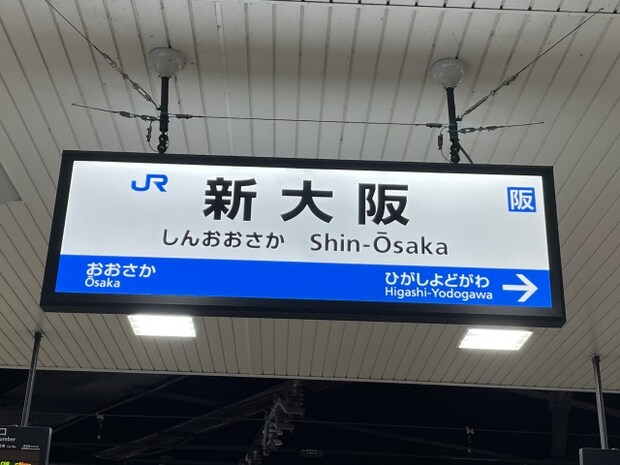 JR 新大阪 阪
しんおおさか Shin-Ōsaka
おおさか ひがしよどがわ
Ōsaka Higashi-Yodogawa